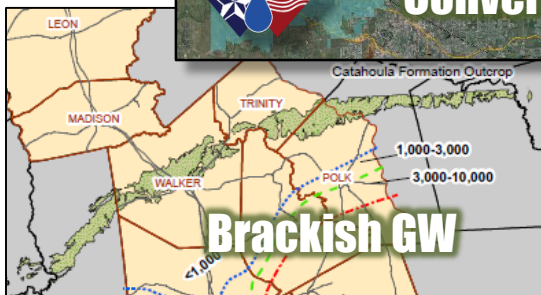 Conver
LEON
Catahoula Formation Outcrop
TRINITY
MADISON
1,000-3,000
WALKER
POLK
3,000-10,000
Brackish GW
<1,000